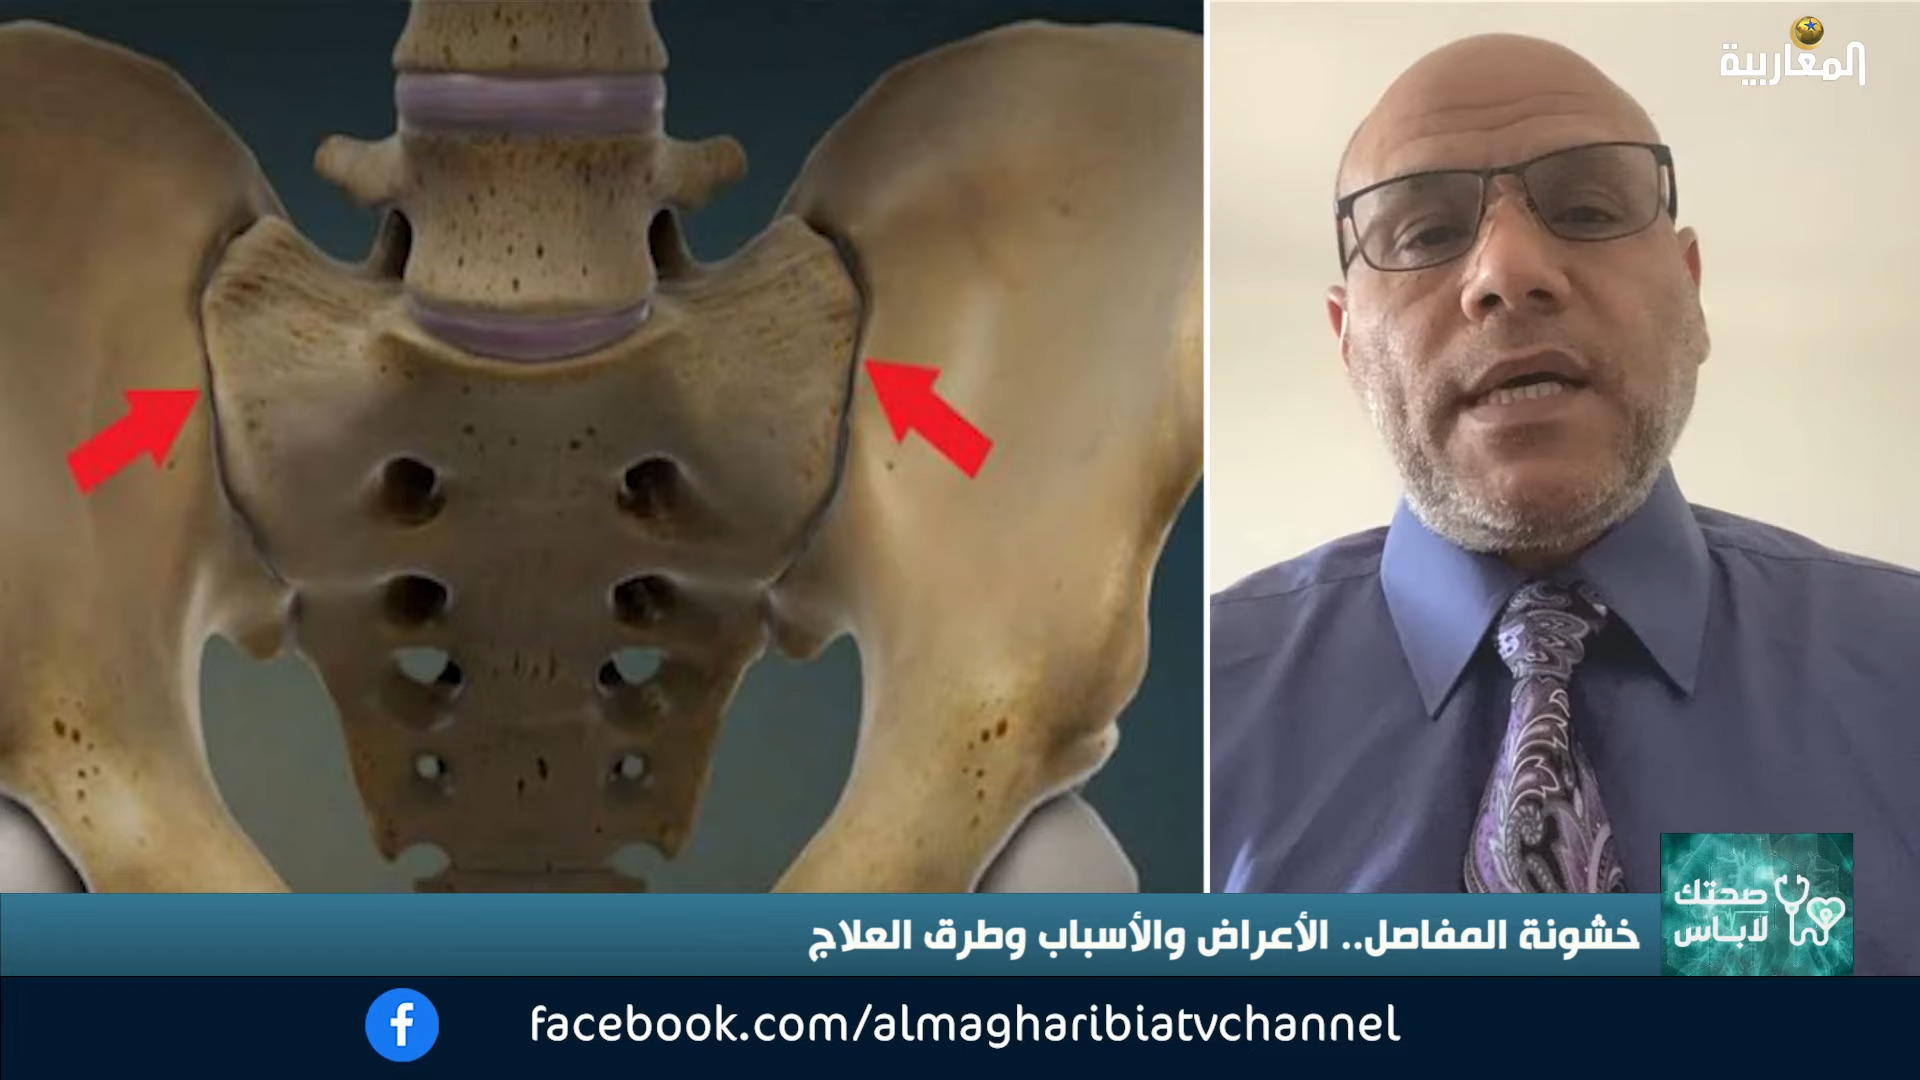 المغاربية
خشونة المفاصل.. الأعراض والأسباب وطرق العلاج
صحتك
لاباس
facebook.com/almagharibiatvchannel